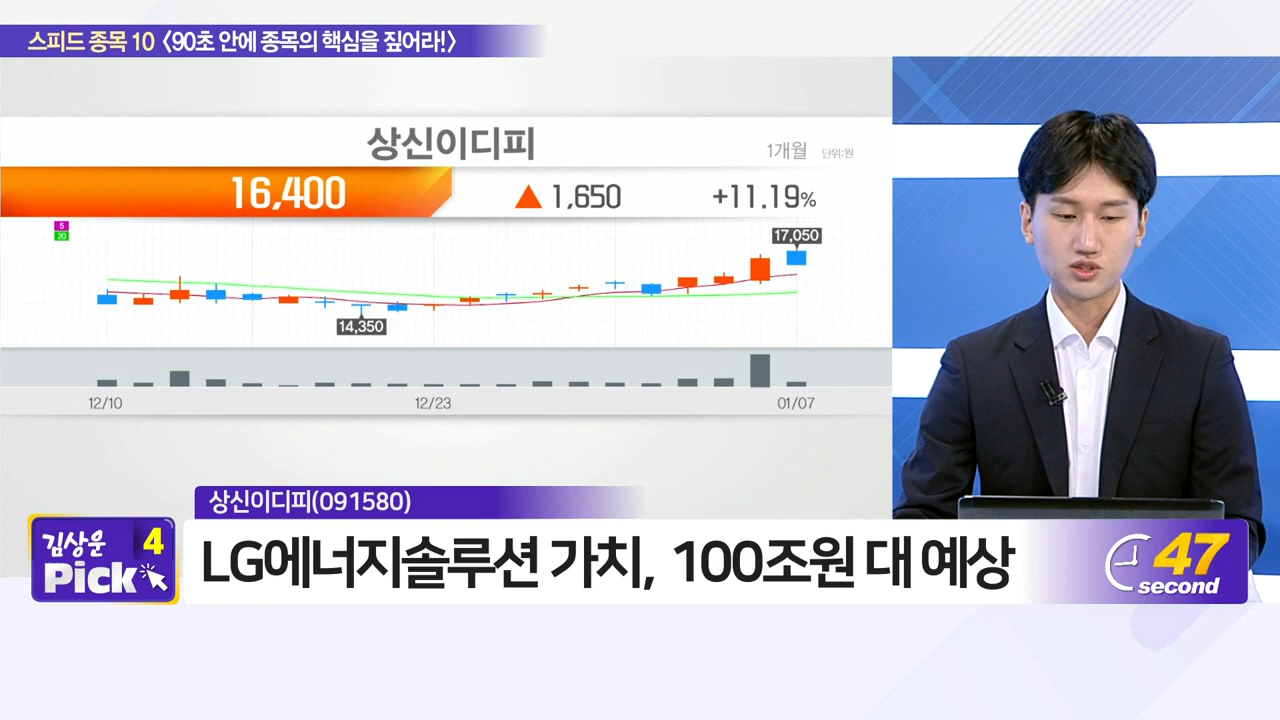 스피드 종목 10 〈90초 안에 종목의 핵심을 짚어라!〉
상신이디피
1개월 단위:원
16,400 ▲ 1,650 +11.19%
5
20
17,050
14,350
12/10 12/23 01/07
상신이디피(091580)
김상운 4
Pick
LG에너지솔루션 가치, 100조원 대 예상
47
second